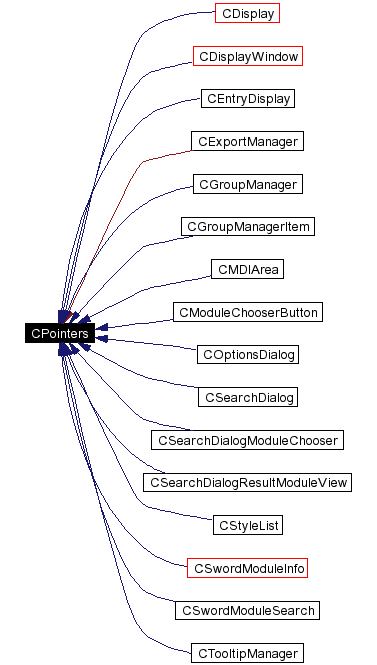 CDisplay
CDisplayWindow
CEntryDisplay
CExportManager
CGroupManager
CGroupManagerItem
CMDIArea
CModuleChooserButton
CPointers
COptionsDialog
CSearchDialog
CSearchDialogModuleChooser
CSearchDialogResultModuleView
CStyleList
CSwordModuleInfo
CSwordModuleSearch
CTooltipManager